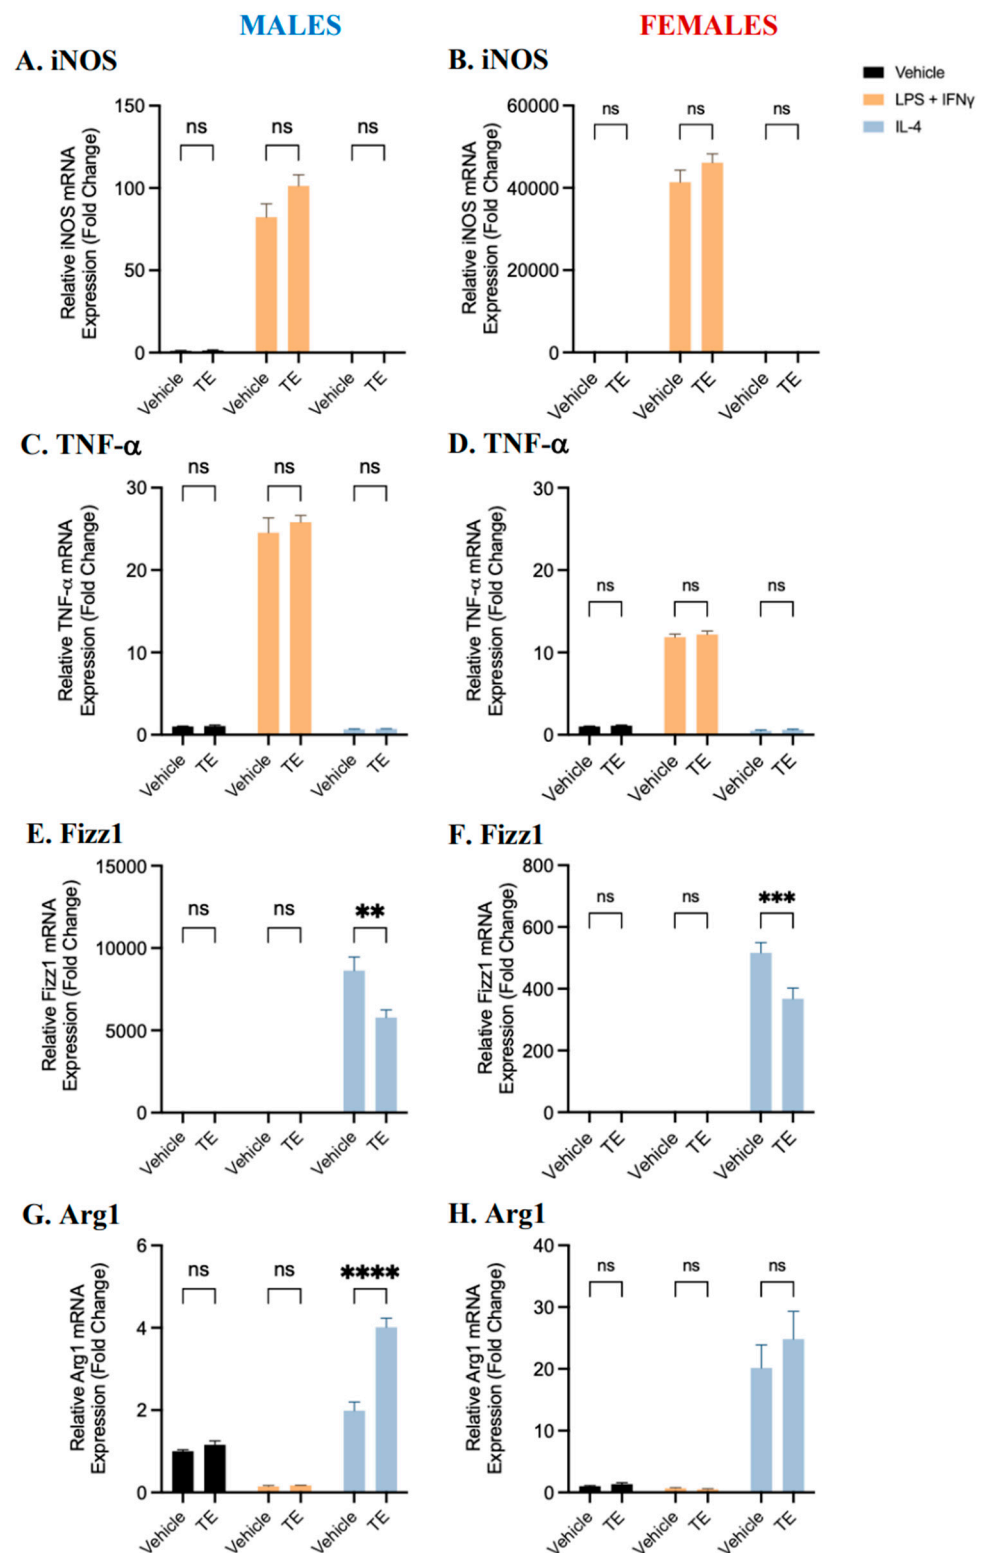 MALES
FEMALES
A. iNOS
B. iNOS
Vehicle
LPS + IFNγ
IL-4
Relative iNOS mRNA
Expression (Fold Change)
150
100
50
0
ns
ns
ns
Vehicle
TE
Vehicle
TE
Vehicle
TE
Relative iNOS mRNA
Expression (Fold Change)
60000
40000
20000
0
ns
ns
ns
Vehicle
TE
Vehicle
TE
Vehicle
TE
C. TNF-α
D. TNF-α
Relative TNF-α mRNA
Expression (Fold Change)
30
20
10
0
ns
ns
ns
Vehicle
TE
Vehicle
TE
Vehicle
TE
Relative TNF-α mRNA
Expression (Fold Change)
30
20
10
0
ns
ns
ns
Vehicle
TE
Vehicle
TE
Vehicle
TE
E. Fizz1
F. Fizz1
Relative Fizz1 mRNA
Expression (Fold Change)
15000
10000
5000
0
ns
ns
**
Vehicle
TE
Vehicle
TE
Vehicle
TE
Relative Fizz1 mRNA
Expression (Fold Change)
800
600
400
200
0
ns
ns
***
Vehicle
TE
Vehicle
TE
Vehicle
TE
G. Arg1
H. Arg1
Relative Arg1 mRNA
Expression (Fold Change)
6
4
2
0
ns
ns
****
Vehicle
TE
Vehicle
TE
Vehicle
TE
Relative Arg1 mRNA
Expression (Fold Change)
40
30
20
10
0
ns
ns
ns
Vehicle
TE
Vehicle
TE
Vehicle
TE